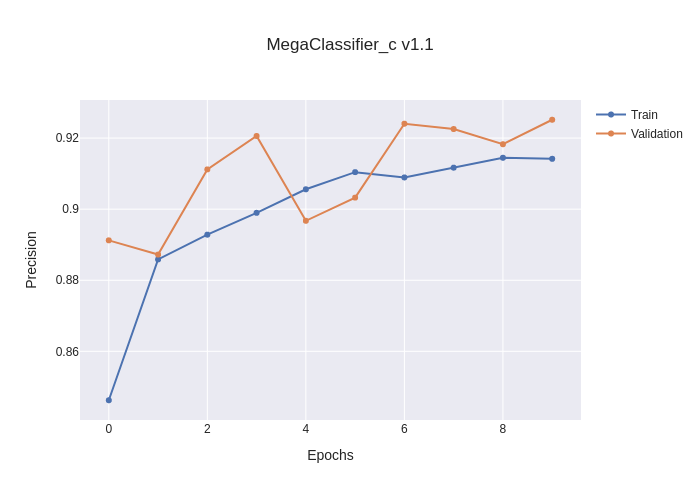 MegaClassifier_c v1.1
Train
Validation
Precision
0.92
0.9
0.88
0.86
0 2 4 6 8
Epochs